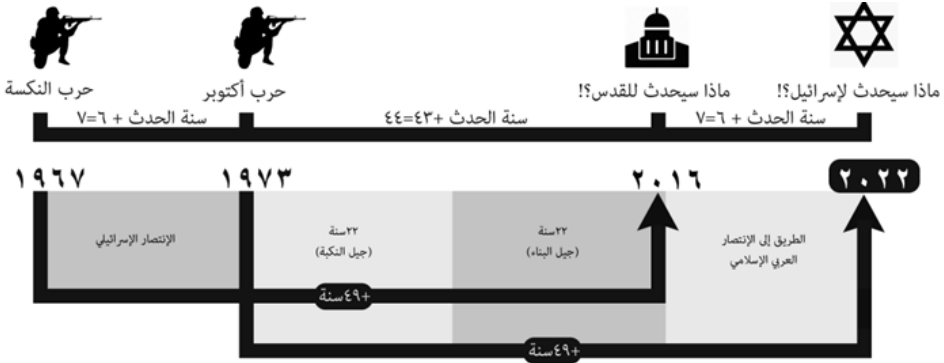 حرب النكسة
حرب أكتوبر
ماذا سيحدث للقدس؟!
ماذا سيحدث لإسرائيل؟!
سنة الحدث + ٦=٧
سنة الحدث +٤٣=٤٤
سنة الحدث + ٦=٧
١٩٦٧
١٩٧٣
٢٠١٦
٢٠٢٢
الإنتصار الإسرائيلي
٢٢سنة
(جيل النكبة)
٢٢سنة
(جيل البناء)
الطريق إلى الإنتصار
العربي الإسلامي
+٤٩سنة
+٤٩سنة